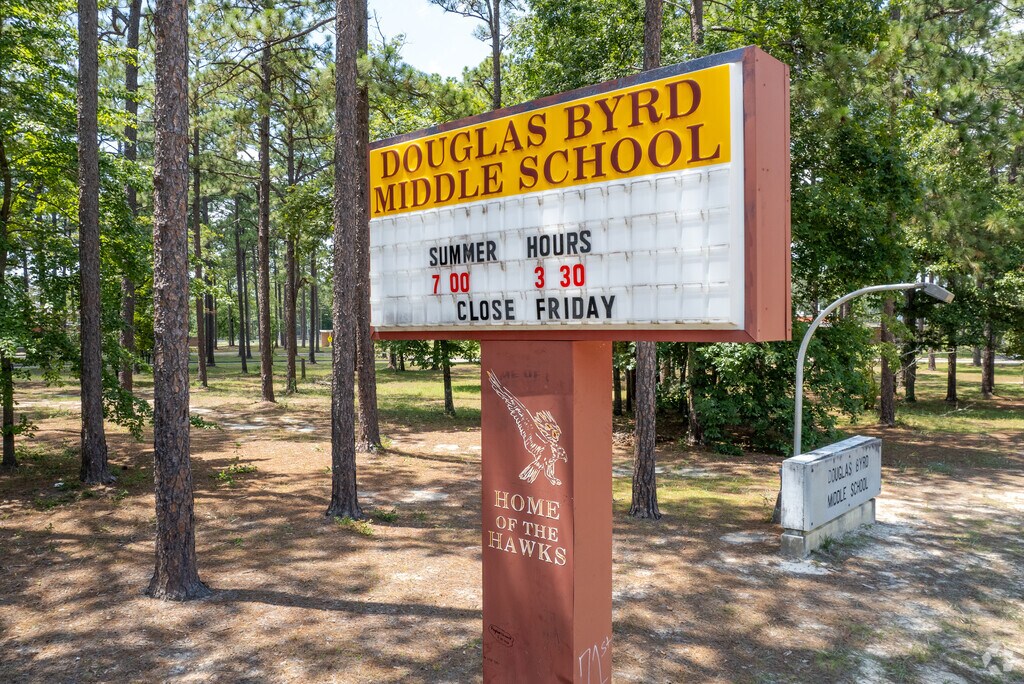 DOUGLAS BYRD
MIDDLE SCHOOL
SUMMER HOURS
7 00 3 30
CLOSE FRIDAY
HOME
OF THE
HAWKS
71st
DOUGLAS BYRD
MIDDLE SCHOOL